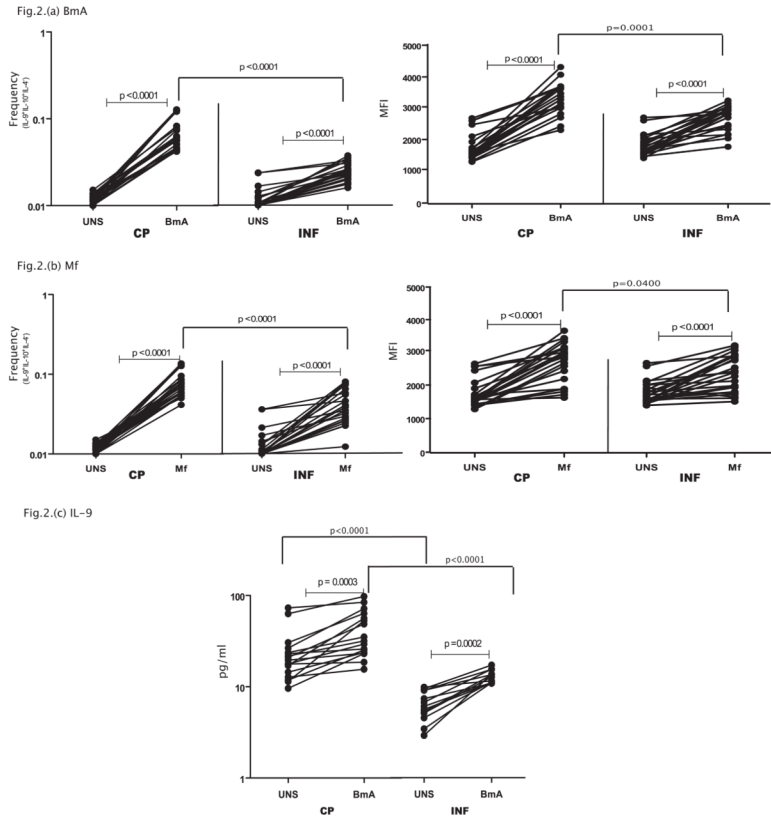 Fig.2.(a) BmA
Frequency
(IL-9⁺IL-10⁻IL-4⁻)
1
0.1
0.01
p <0.0001
p <0.0001
p <0.0001
UNS
BmA
UNS
BmA
CP
INF
MFI
5000
4000
3000
2000
1000
0
p=0.0001
p <0.0001
p <0.0001
UNS
BmA
UNS
BmA
CP
INF
Fig.2.(b) Mf
Frequency
(IL-9⁺IL-10⁻IL-4⁻)
1
0.1
0.01
p <0.0001
p <0.0001
p <0.0001
UNS
Mf
UNS
Mf
CP
INF
MFI
5000
4000
3000
2000
1000
0
p=0.0400
p <0.0001
p <0.0001
UNS
Mf
UNS
Mf
CP
INF
Fig.2.(c) IL-9
pg/ml
100
10
1
p<0.0001
p<0.0001
p = 0.0003
p =0.0002
UNS
BmA
UNS
BmA
CP
INF